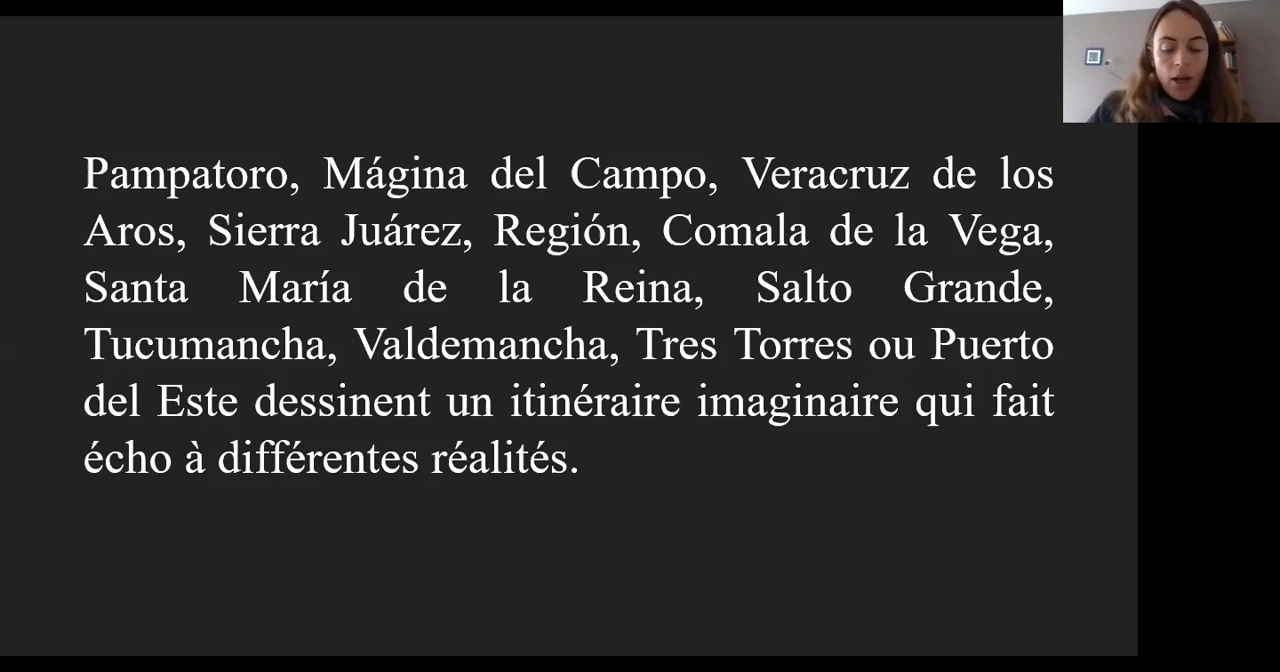 Pampatoro, Mágina del Campo, Veracruz de los
Aros, Sierra Juárez, Región, Comala de la Vega,
Santa María de la Reina, Salto Grande,
Tucumancha, Valdemancha, Tres Torres ou Puerto
del Este dessinent un itinéraire imaginaire qui fait
écho à différentes réalités.